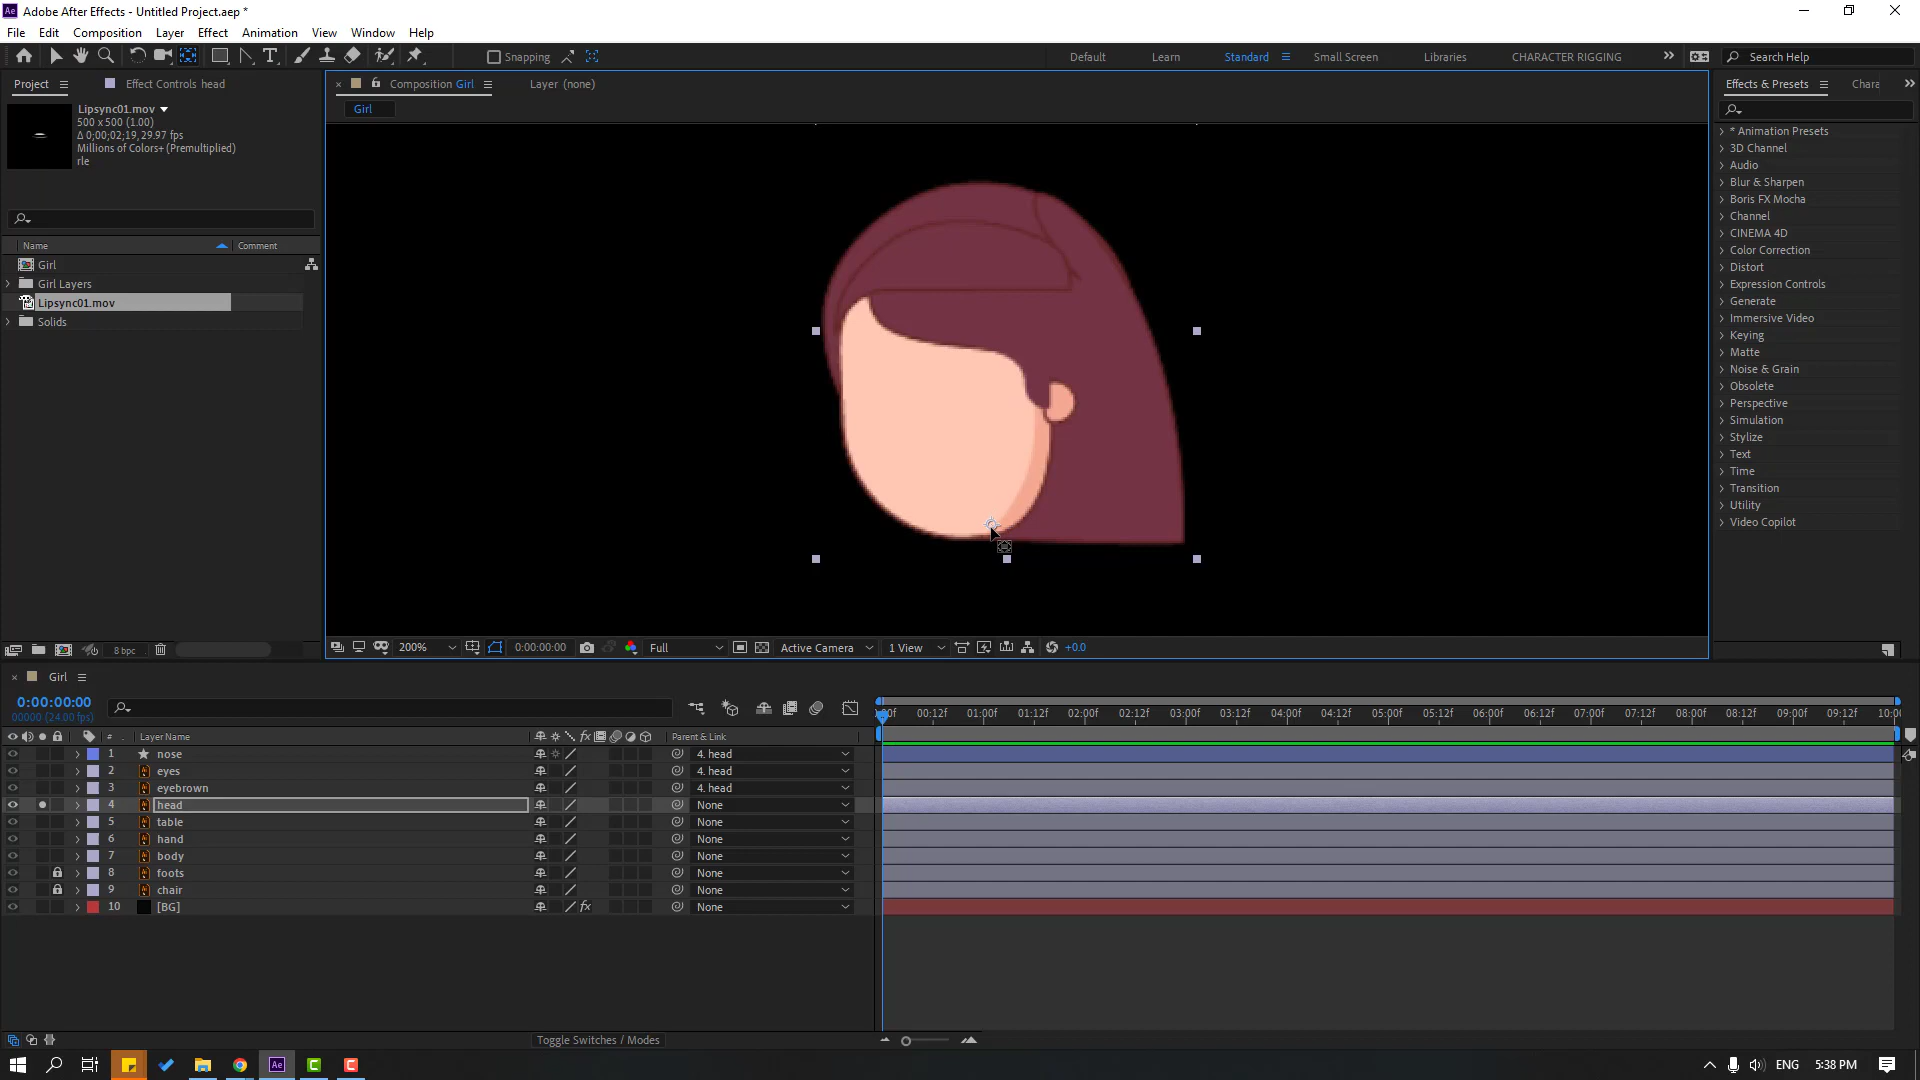 Adobe After Effects - Untitled Project.aep *
File Edit Composition Layer Effect Animation View Window Help
Snapping
Default Learn Standard Small Screen Libraries CHARACTER RIGGING
Search Help
Project
Effect Controls head
Composition Girl
Layer (none)
Effects & Presets
Chara
Girl
Lipsync01.mov
500 x 500 (1.00)
Δ 0;00;02;19, 29.97 fps
Millions of Colors+ (Premultiplied)
rle
Name Comment
Girl
Girl Layers
Lipsync01.mov
Solids
* Animation Presets
3D Channel
Audio
Blur & Sharpen
Boris FX Mocha
Channel
CINEMA 4D
Color Correction
Distort
Expression Controls
Generate
Immersive Video
Keying
Matte
Noise & Grain
Obsolete
Perspective
Simulation
Stylize
Text
Time
Transition
Utility
Video Copilot
8 bpc
200% 0:00:00:00 Full Active Camera 1 View +0.0
Girl
0:00:00:00
00000 (24.00 fps)
00f 00:12f 01:00f 01:12f 02:00f 02:12f 03:00f 03:12f 04:00f 04:12f 05:00f 05:12f 06:00f 06:12f 07:00f 07:12f 08:00f 08:12f 09:00f 09:12f 10:00
# Layer Name fx Parent & Link
1 nose 4. head
2 eyes 4. head
3 eyebrown 4. head
4 head None
5 table None
6 hand None
7 body None
8 foots None
9 chair None
10 [BG] fx None
Toggle Switches / Modes
Ae
ENG 5:38 PM